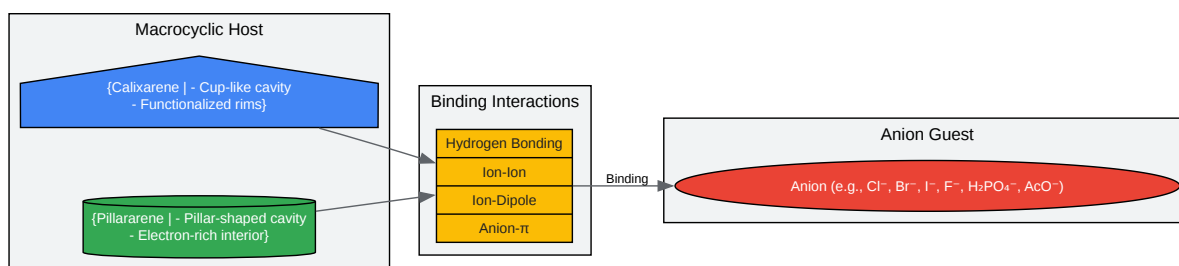 Macrocyclic Host
{Calixarene | - Cup-like cavity
- Functionalized rims}
{Pillararene | - Pillar-shaped cavity
- Electron-rich interior}
Binding Interactions
Hydrogen Bonding
Ion-Ion
Ion-Dipole
Anion-π
Binding
Anion Guest
Anion (e.g., Cl⁻, Br⁻, I⁻, F⁻, H₂PO₄⁻, AcO⁻)